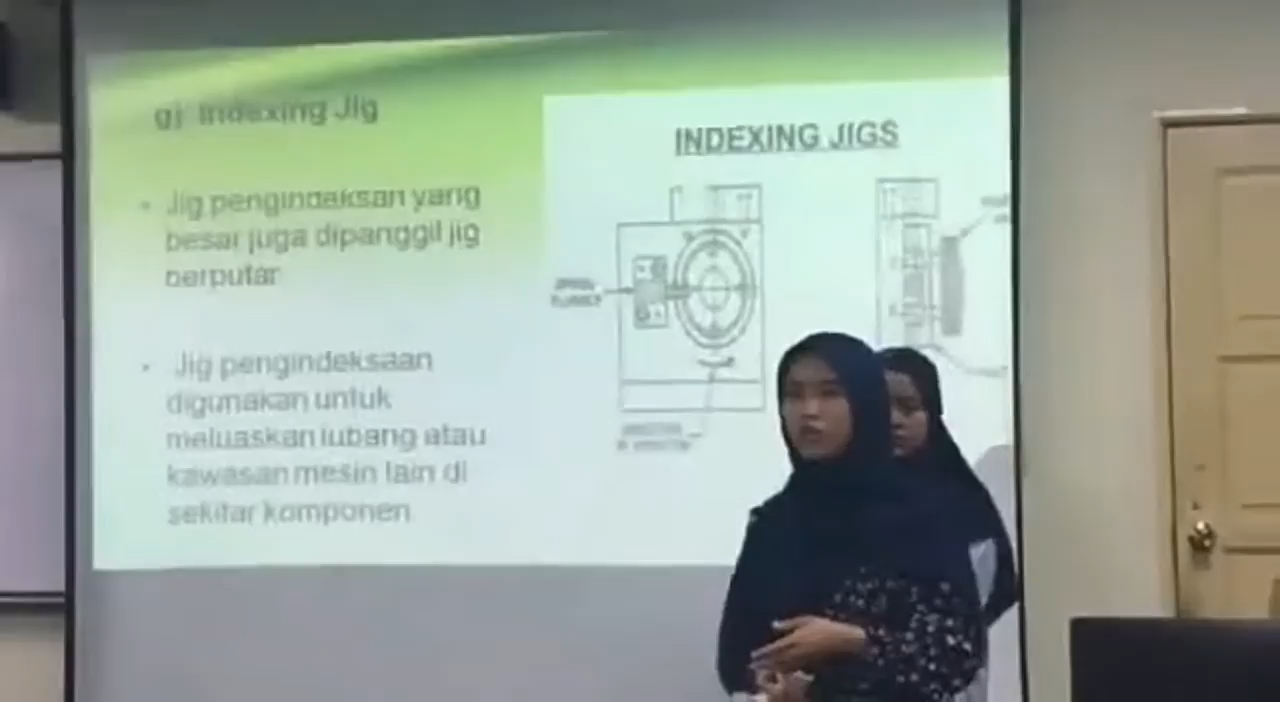 g) Indexing Jig
• Jig pengindeksan yang
besar juga dipanggil jig
berputar
• Jig pengindeksaan
digunakan untuk
meluaskan lubang atau
kawasan mesin lain di
sekitar komponen
INDEXING JIGS